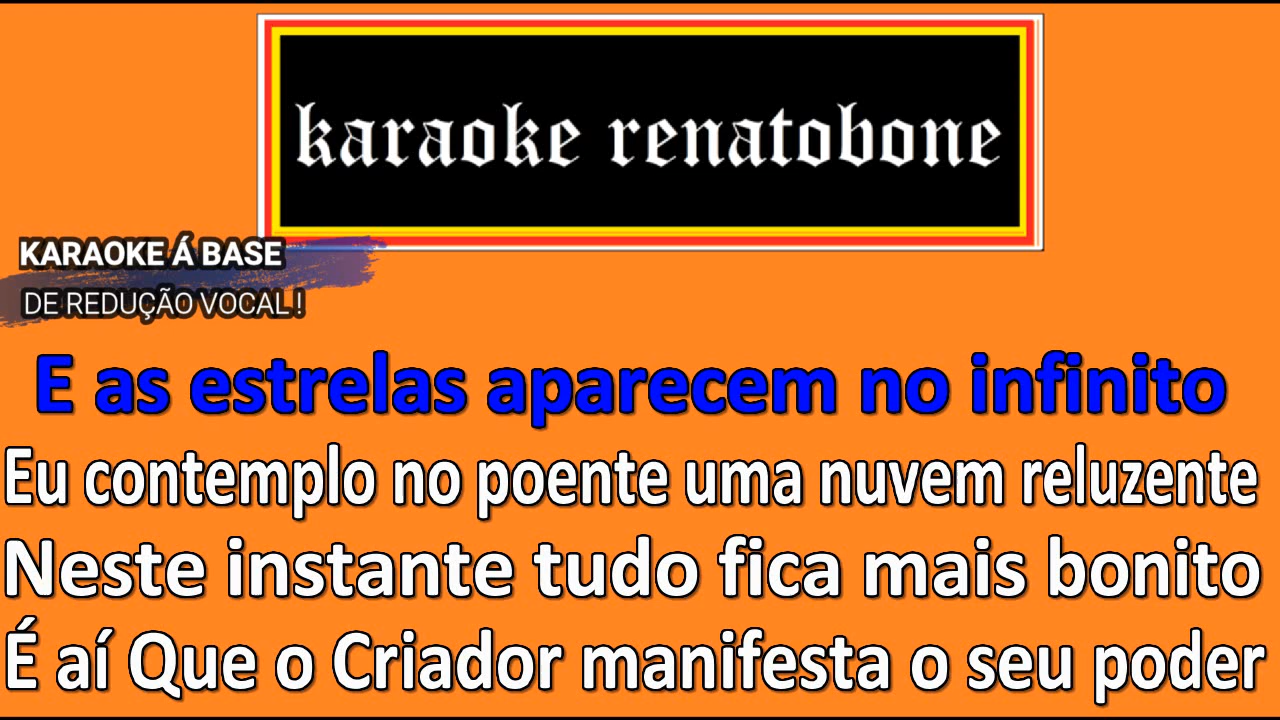 karaoke renatobone
KARAOKE Á BASE
DE REDUÇÃO VOCAL !
E as estrelas aparecem no infinito
Eu contemplo no poente uma nuvem reluzente
Neste instante tudo fica mais bonito
É aí Que o Criador manifesta o seu poder